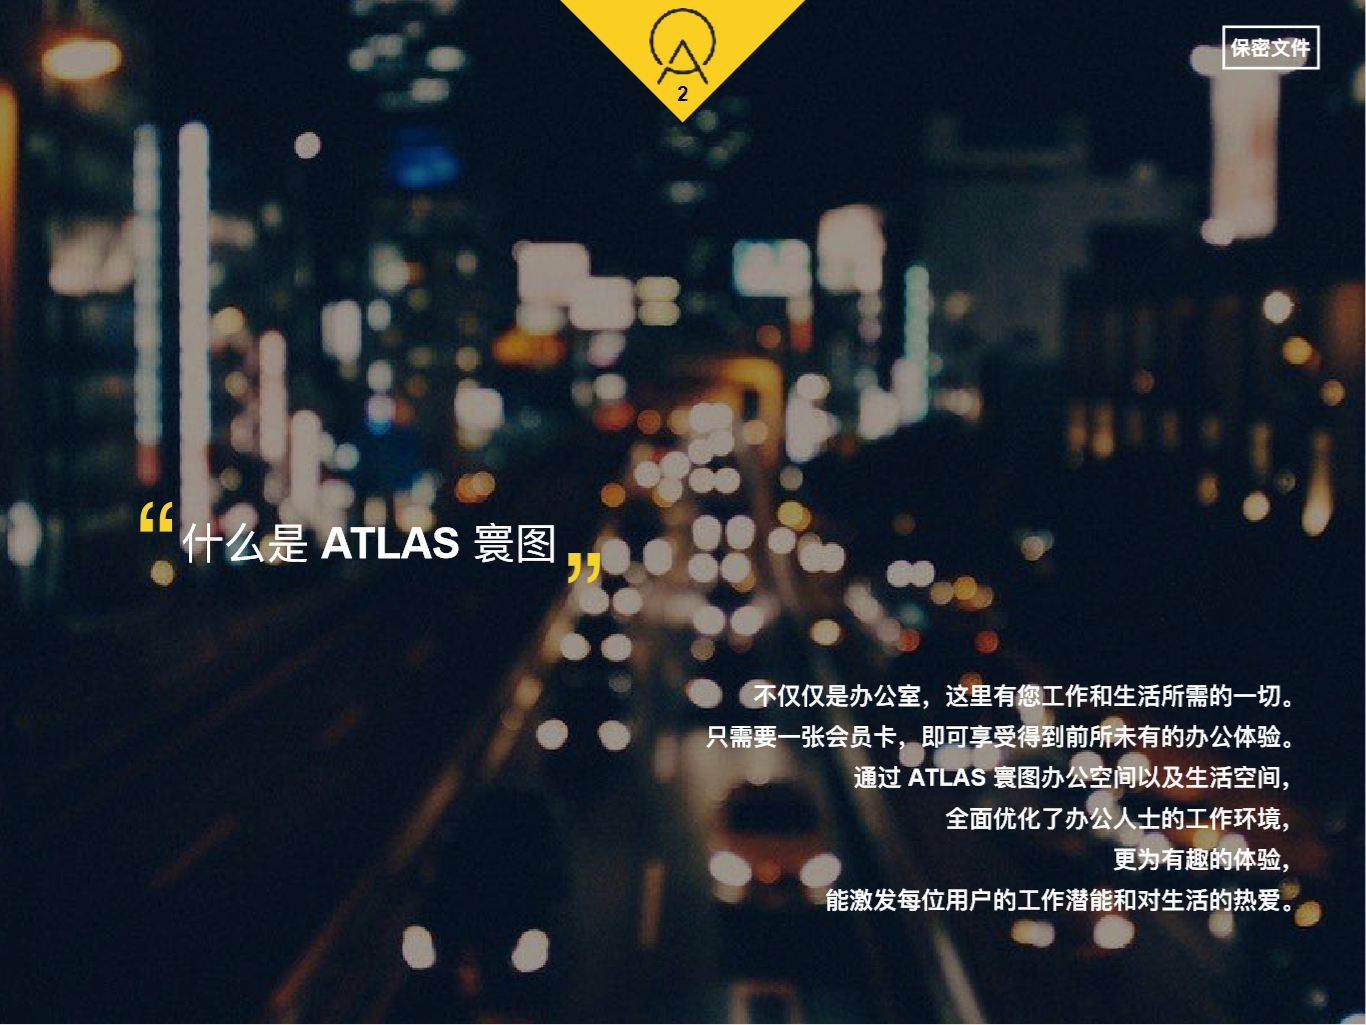 2
保密文件
“什么是 ATLAS 寰图”
不仅仅是办公室，这里有您工作和生活所需的一切。
只需要一张会员卡，即可享受得到前所未有的办公体验。
通过 ATLAS 寰图办公空间以及生活空间，
全面优化了办公人士的工作环境，
更为有趣的体验，
能激发每位用户的工作潜能和对生活的热爱。